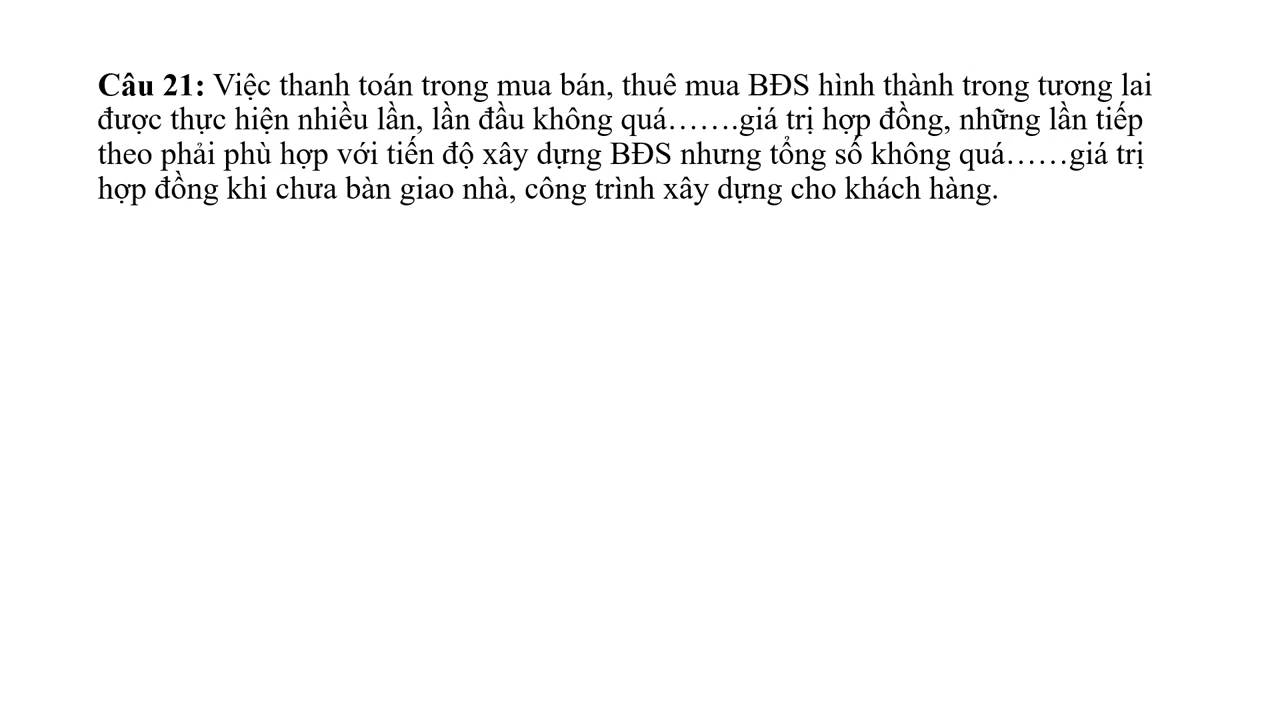 Câu 21: Việc thanh toán trong mua bán, thuê mua BĐS hình thành trong tương lai
được thực hiện nhiều lần, lần đầu không quá…….giá trị hợp đồng, những lần tiếp
theo phải phù hợp với tiến độ xây dựng BĐS nhưng tổng số không quá……giá trị
hợp đồng khi chưa bàn giao nhà, công trình xây dựng cho khách hàng.